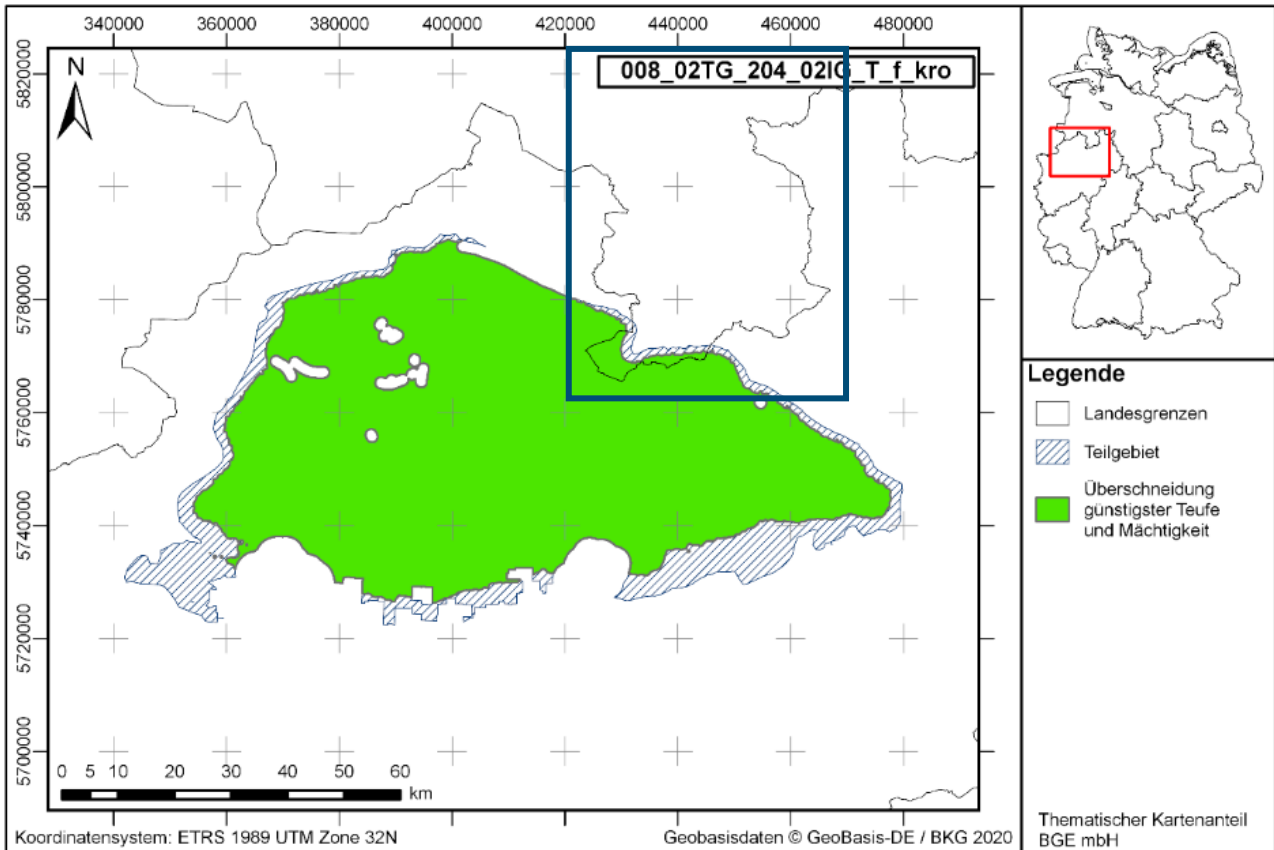 340000 360000 380000 400000 420000 440000 460000 480000
008_02TG_204_02IG_T_f_kro
N
5820000
5800000
5780000
5760000
5740000
5720000
5700000
0 5 10 20 30 40 50 60
km
Koordinatensystem: ETRS 1989 UTM Zone 32N
Geobasisdaten © GeoBasis-DE / BKG 2020
Legende
Landesgrenzen
Teilgebiet
Überschneidung
günstigster Teufe
und Mächtigkeit
Thematischer Kartenanteil
BGE mbH